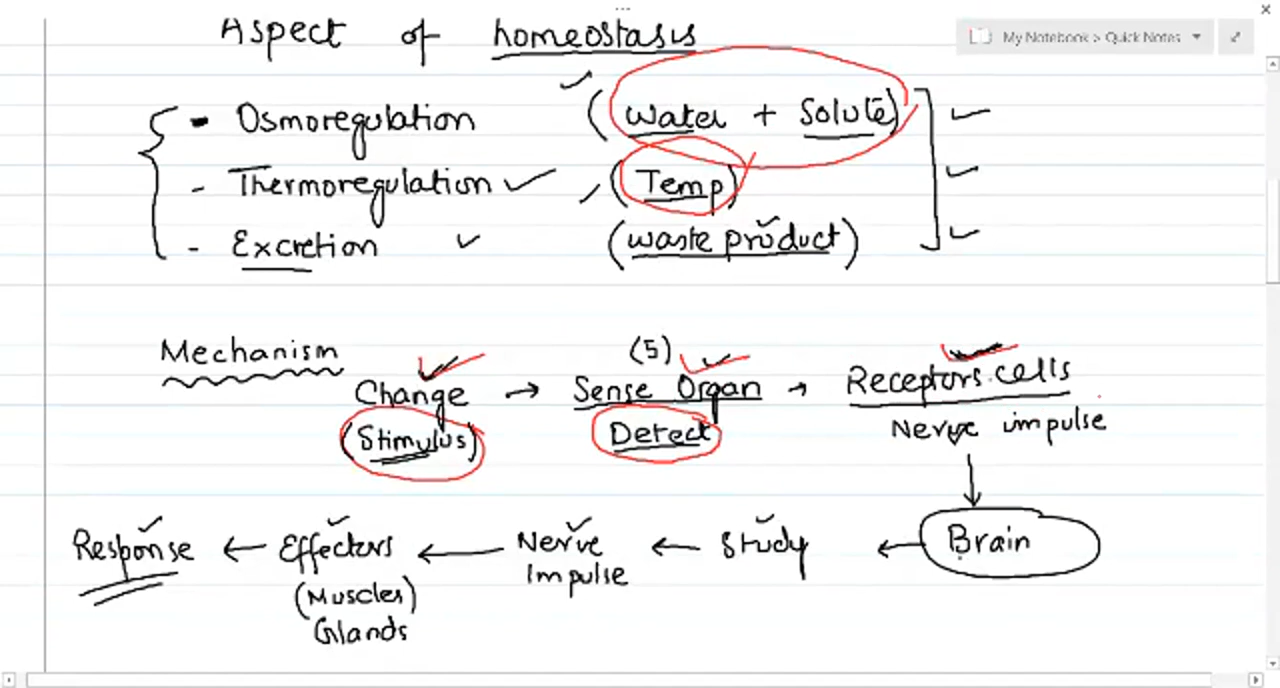 Aspect of homeostasis
My Notebook > Quick Notes
- Osmoregulation (Water + Solute)
- Thermoregulation (Temp)
- Excretion (waste product)
Mechanism
(5)
Change → Sense Organ → Receptors cells
(Stimulus) Detect Nerve impulse
Response ← Effectors ← Nerve Impulse ← Study ← Brain
(Muscles)
Glands